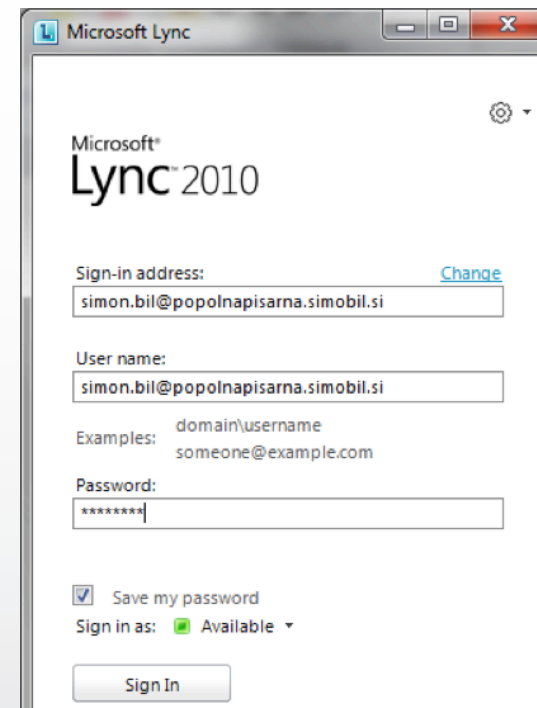 Microsoft Lync
Microsoft®
Lync™ 2010
Sign-in address:
Change
simon.bil@popolnapisarna.simobil.si
User name:
simon.bil@popolnapisarna.simobil.si
Examples:
domain\username
someone@example.com
Password:
********
Save my password
Sign in as: Available
Sign In